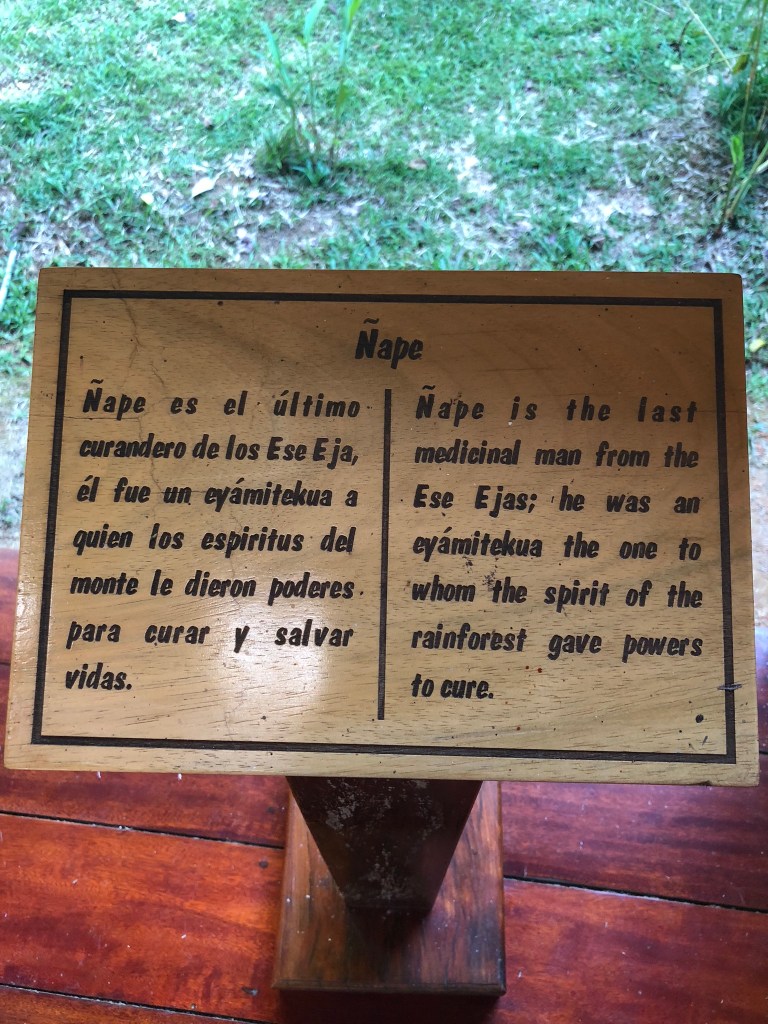 Ñape
Ñape es el último
curandero de los Ese Eja,
él fue un eyámitekua a
quien los espiritus del
monte le dieron poderes
para curar y salvar
vidas.
Ñape is the last
medicinal man from the
Ese Ejas; he was an
eyámitekua the one to
whom the spirit of the
rainforest gave powers
to cure.